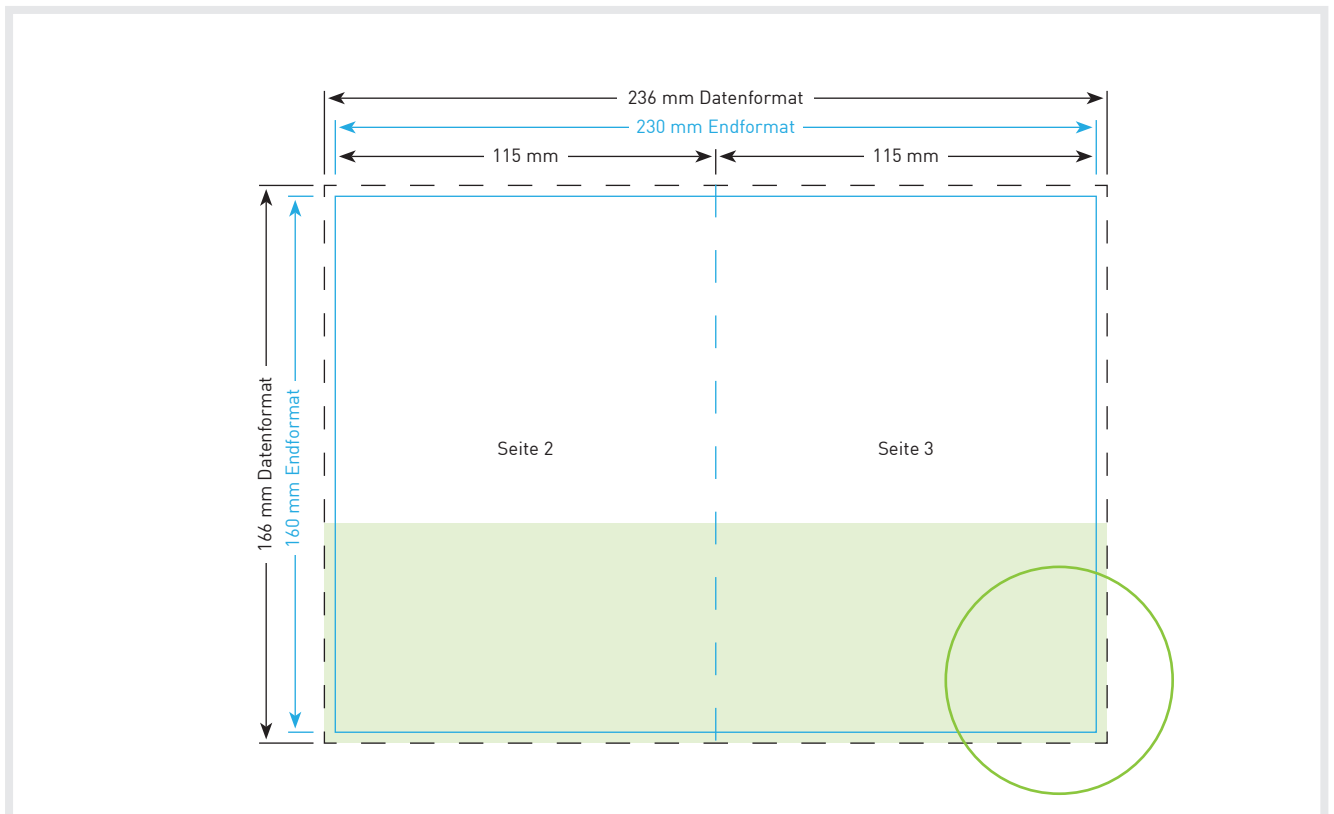 236 mm Datenformat
230 mm Endformat
115 mm
115 mm
166 mm Datenformat
160 mm Endformat
Seite 2
Seite 3